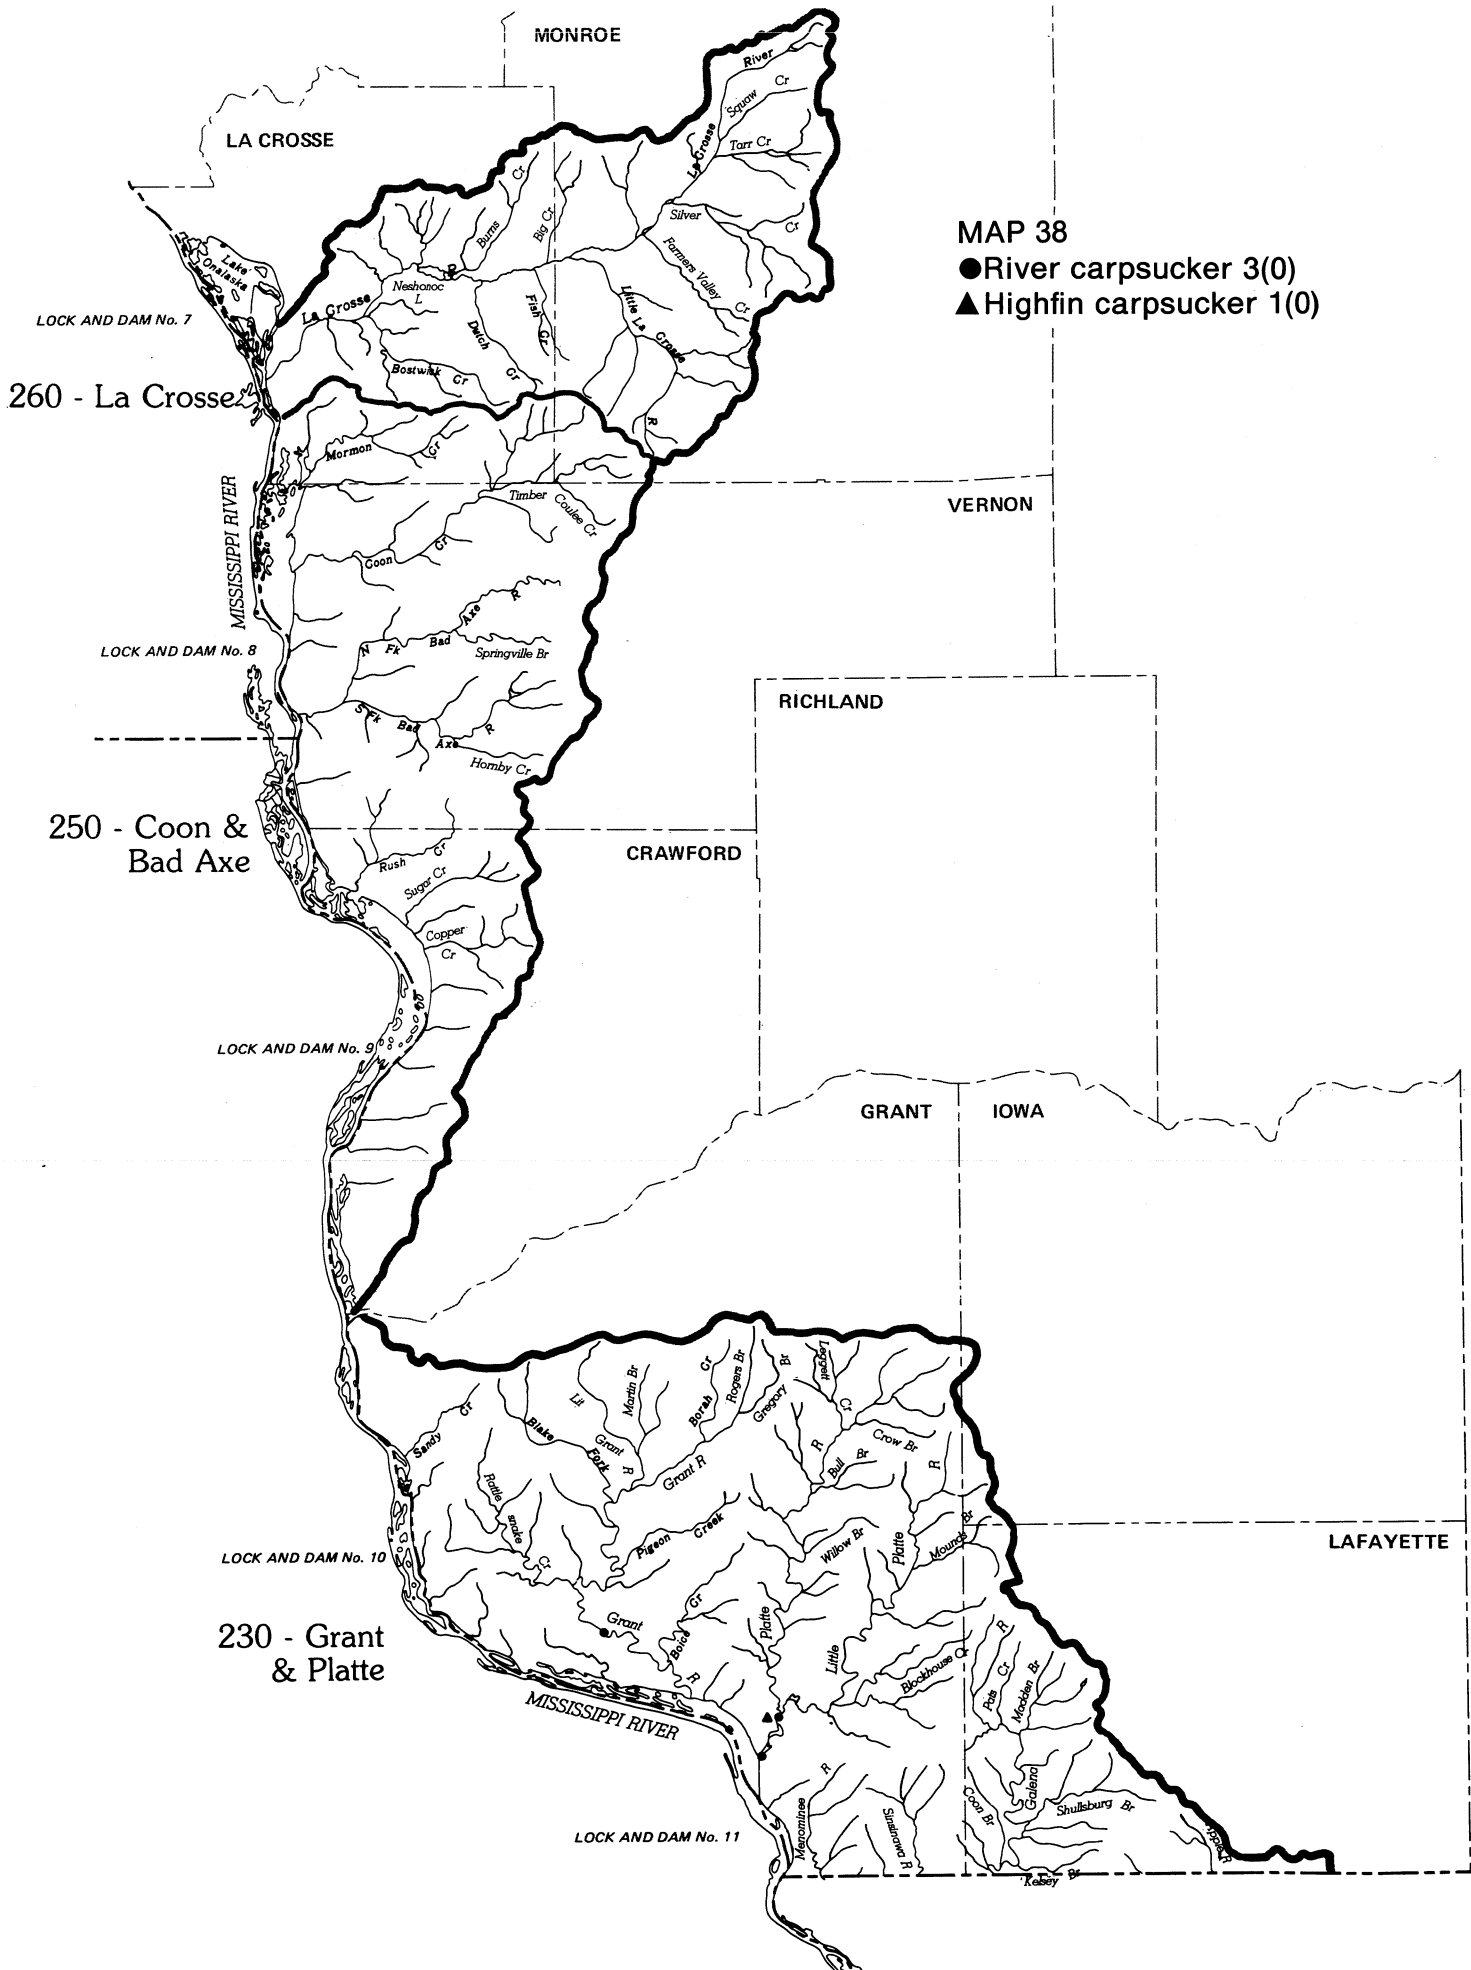 MONROE
LA CROSSE
La Crosse River
Squaw Cr
Tarr Cr
Silver Cr
Farmers Valley Cr
Burns Cr
Big Cr
Lake Onalaska
Neshonoc L
La Crosse
R
Dutch Cr
Fish Cr
Little La Crosse R
Bostwick Cr
MAP 38
●River carpsucker 3(0)
▲Highfin carpsucker 1(0)
LOCK AND DAM No. 7
260 - La Crosse
Mormon Cr
Timber Coulee Cr
VERNON
MISSISSIPPI RIVER
Coon Cr
N Fk Bad Axe R
Springville Br
LOCK AND DAM No. 8
S Fk Bad Axe R
Hornby Cr
RICHLAND
250 - Coon &
Bad Axe
CRAWFORD
Rush Cr
Sugar Cr
Copper
Cr
LOCK AND DAM No. 9
GRANT
IOWA
Sandy Cr
Blake Fork
Lit Grant R
Martin Br
Borah Cr
Rogers Br
Gregory Br
Leggett Cr
Crow Br
Bull Br
Grant R
Rattle snake Cr
Pigeon Creek
Willow Br
Platte R
R
Mounds Br
LAFAYETTE
LOCK AND DAM No. 10
230 - Grant
& Platte
Grant R
Boice Cr
Platte
Little
Blockhouse Cr
Pats Cr
Madden Br
R
MISSISSIPPI RIVER
Menominee R
Sinsinawa R
Coon Br
Galena
Shullsburg Br
Apple R
LOCK AND DAM No. 11
Kelsey Br